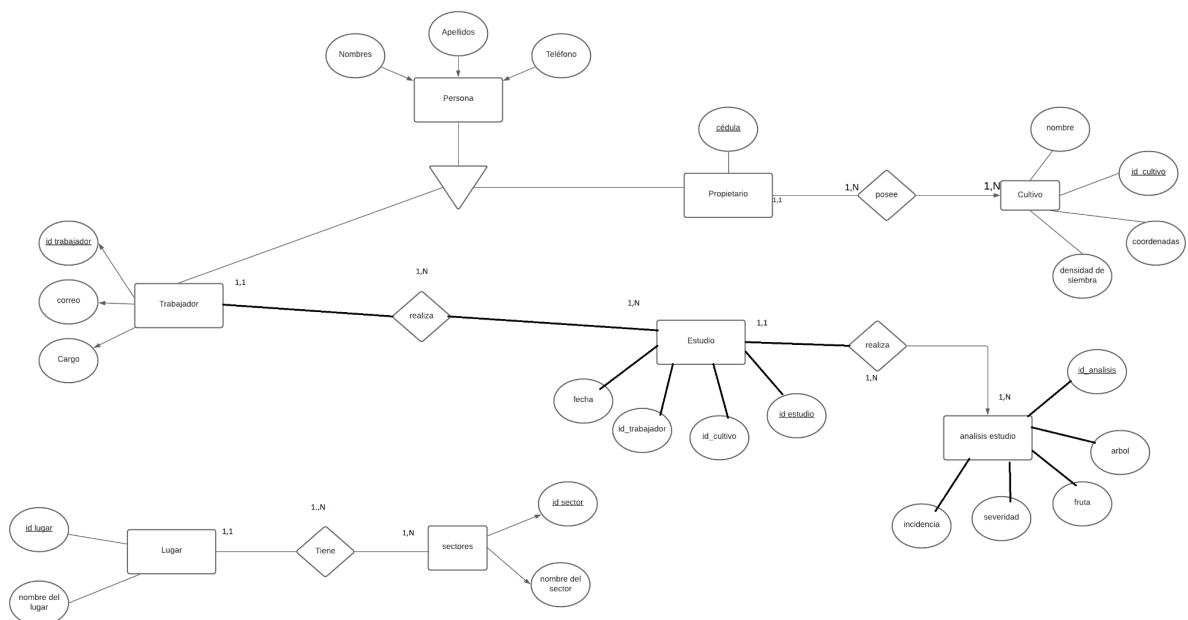 Apellidos
Nombres
Teléfono
Persona
cédula
nombre
id_cultivo
Propietario
1,1
1,N
posee
1,N
Cultivo
coordenadas
densidad de
siembra
id trabajador
correo
Cargo
Trabajador
1,1
1,N
realiza
1,N
Estudio
1,1
realiza
1,N
1,N
fecha
id_trabajador
id_cultivo
id estudio
id_analisis
analisis estudio
arbol
fruta
severidad
incidencia
id lugar
nombre del
lugar
Lugar
1,1
1.,N
Tiene
1,N
sectores
id sector
nombre del
sector